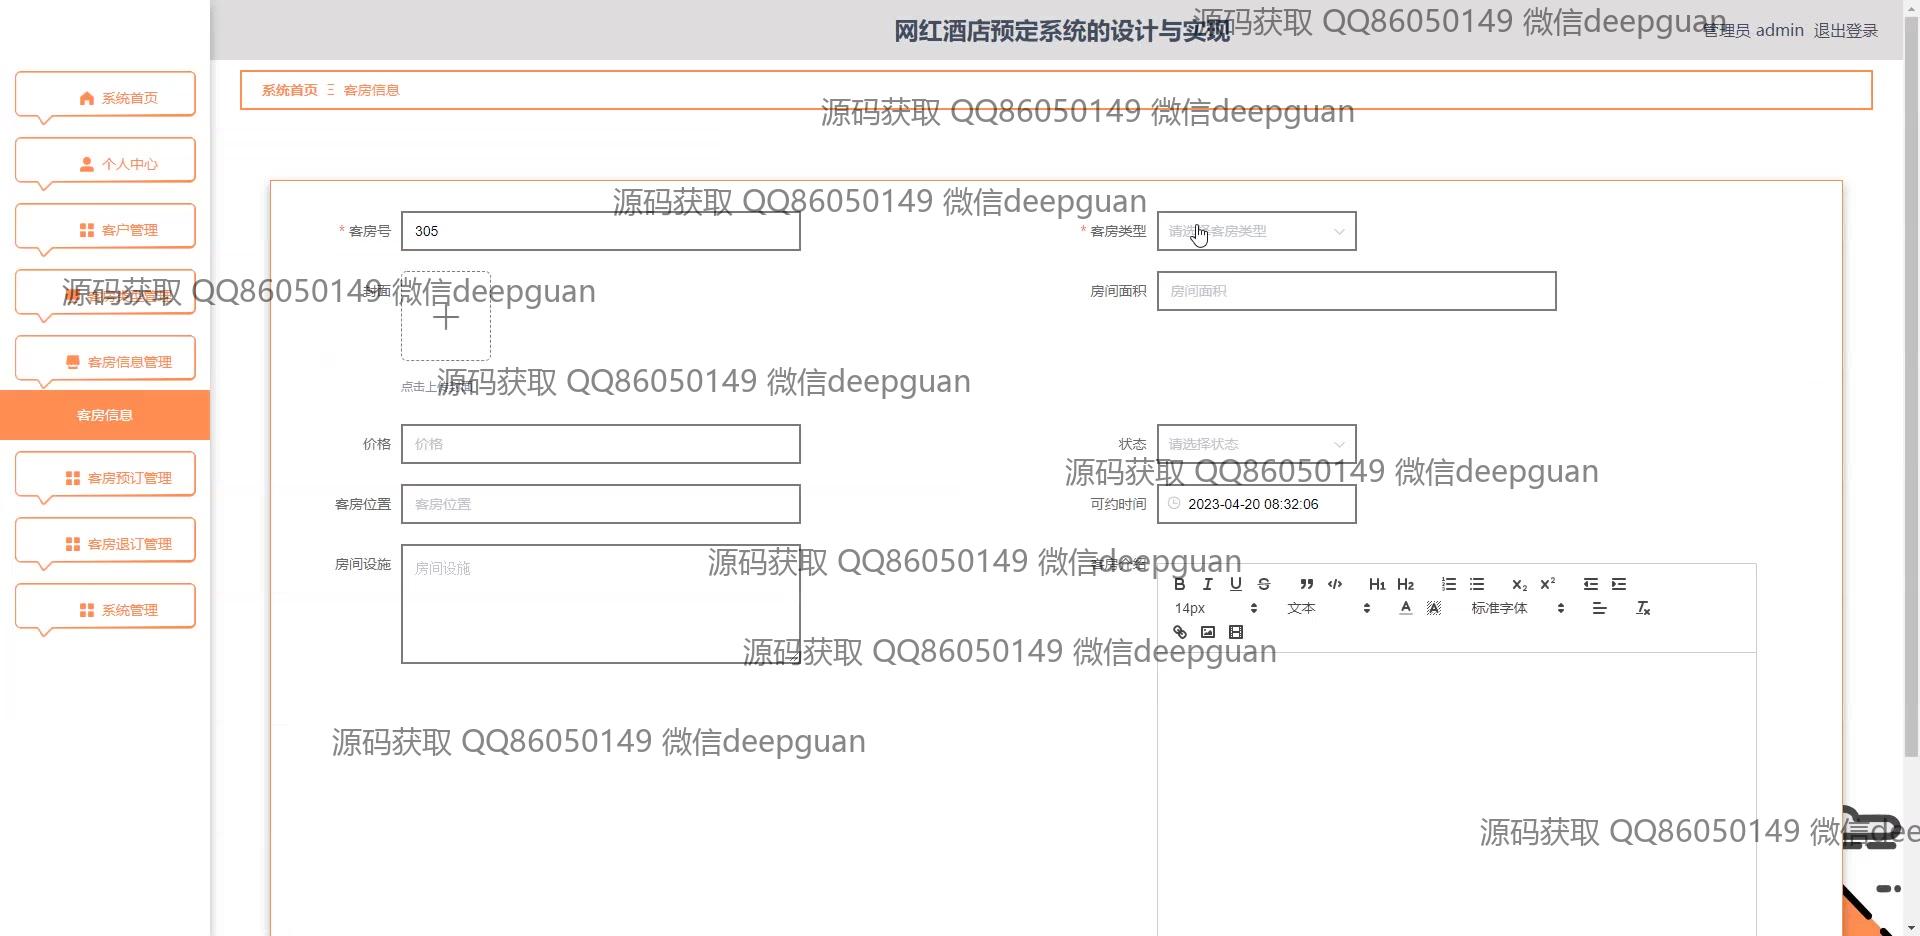 网红酒店预定系统的设计与实现
源码获取 QQ86050149 微信deepguan
管理员 admin 退出登录
系统首页 Ξ 客房信息
源码获取 QQ86050149 微信deepguan
系统首页
个人中心
客户管理
源码获取 QQ86050149 微信deepguan
客房信息管理
客房信息
客房预订管理
客房退订管理
系统管理
源码获取 QQ86050149 微信deepguan
* 客房号 305
* 客房类型 请选择客房类型
封面
房间面积 房间面积
点击上传封面
源码获取 QQ86050149 微信deepguan
价格 价格
状态 请选择状态
源码获取 QQ86050149 微信deepguan
客房位置 客房位置
可约时间 2023-04-20 08:32:06
房间设施 房间设施
源码获取 QQ86050149 微信deepguan
客房介绍
B I U S ” </> H1 H2 X2 X²
14px 文本 A A 标准字体 Tx
源码获取 QQ86050149 微信deepguan
源码获取 QQ86050149 微信deepguan
源码获取 QQ86050149 微信dee